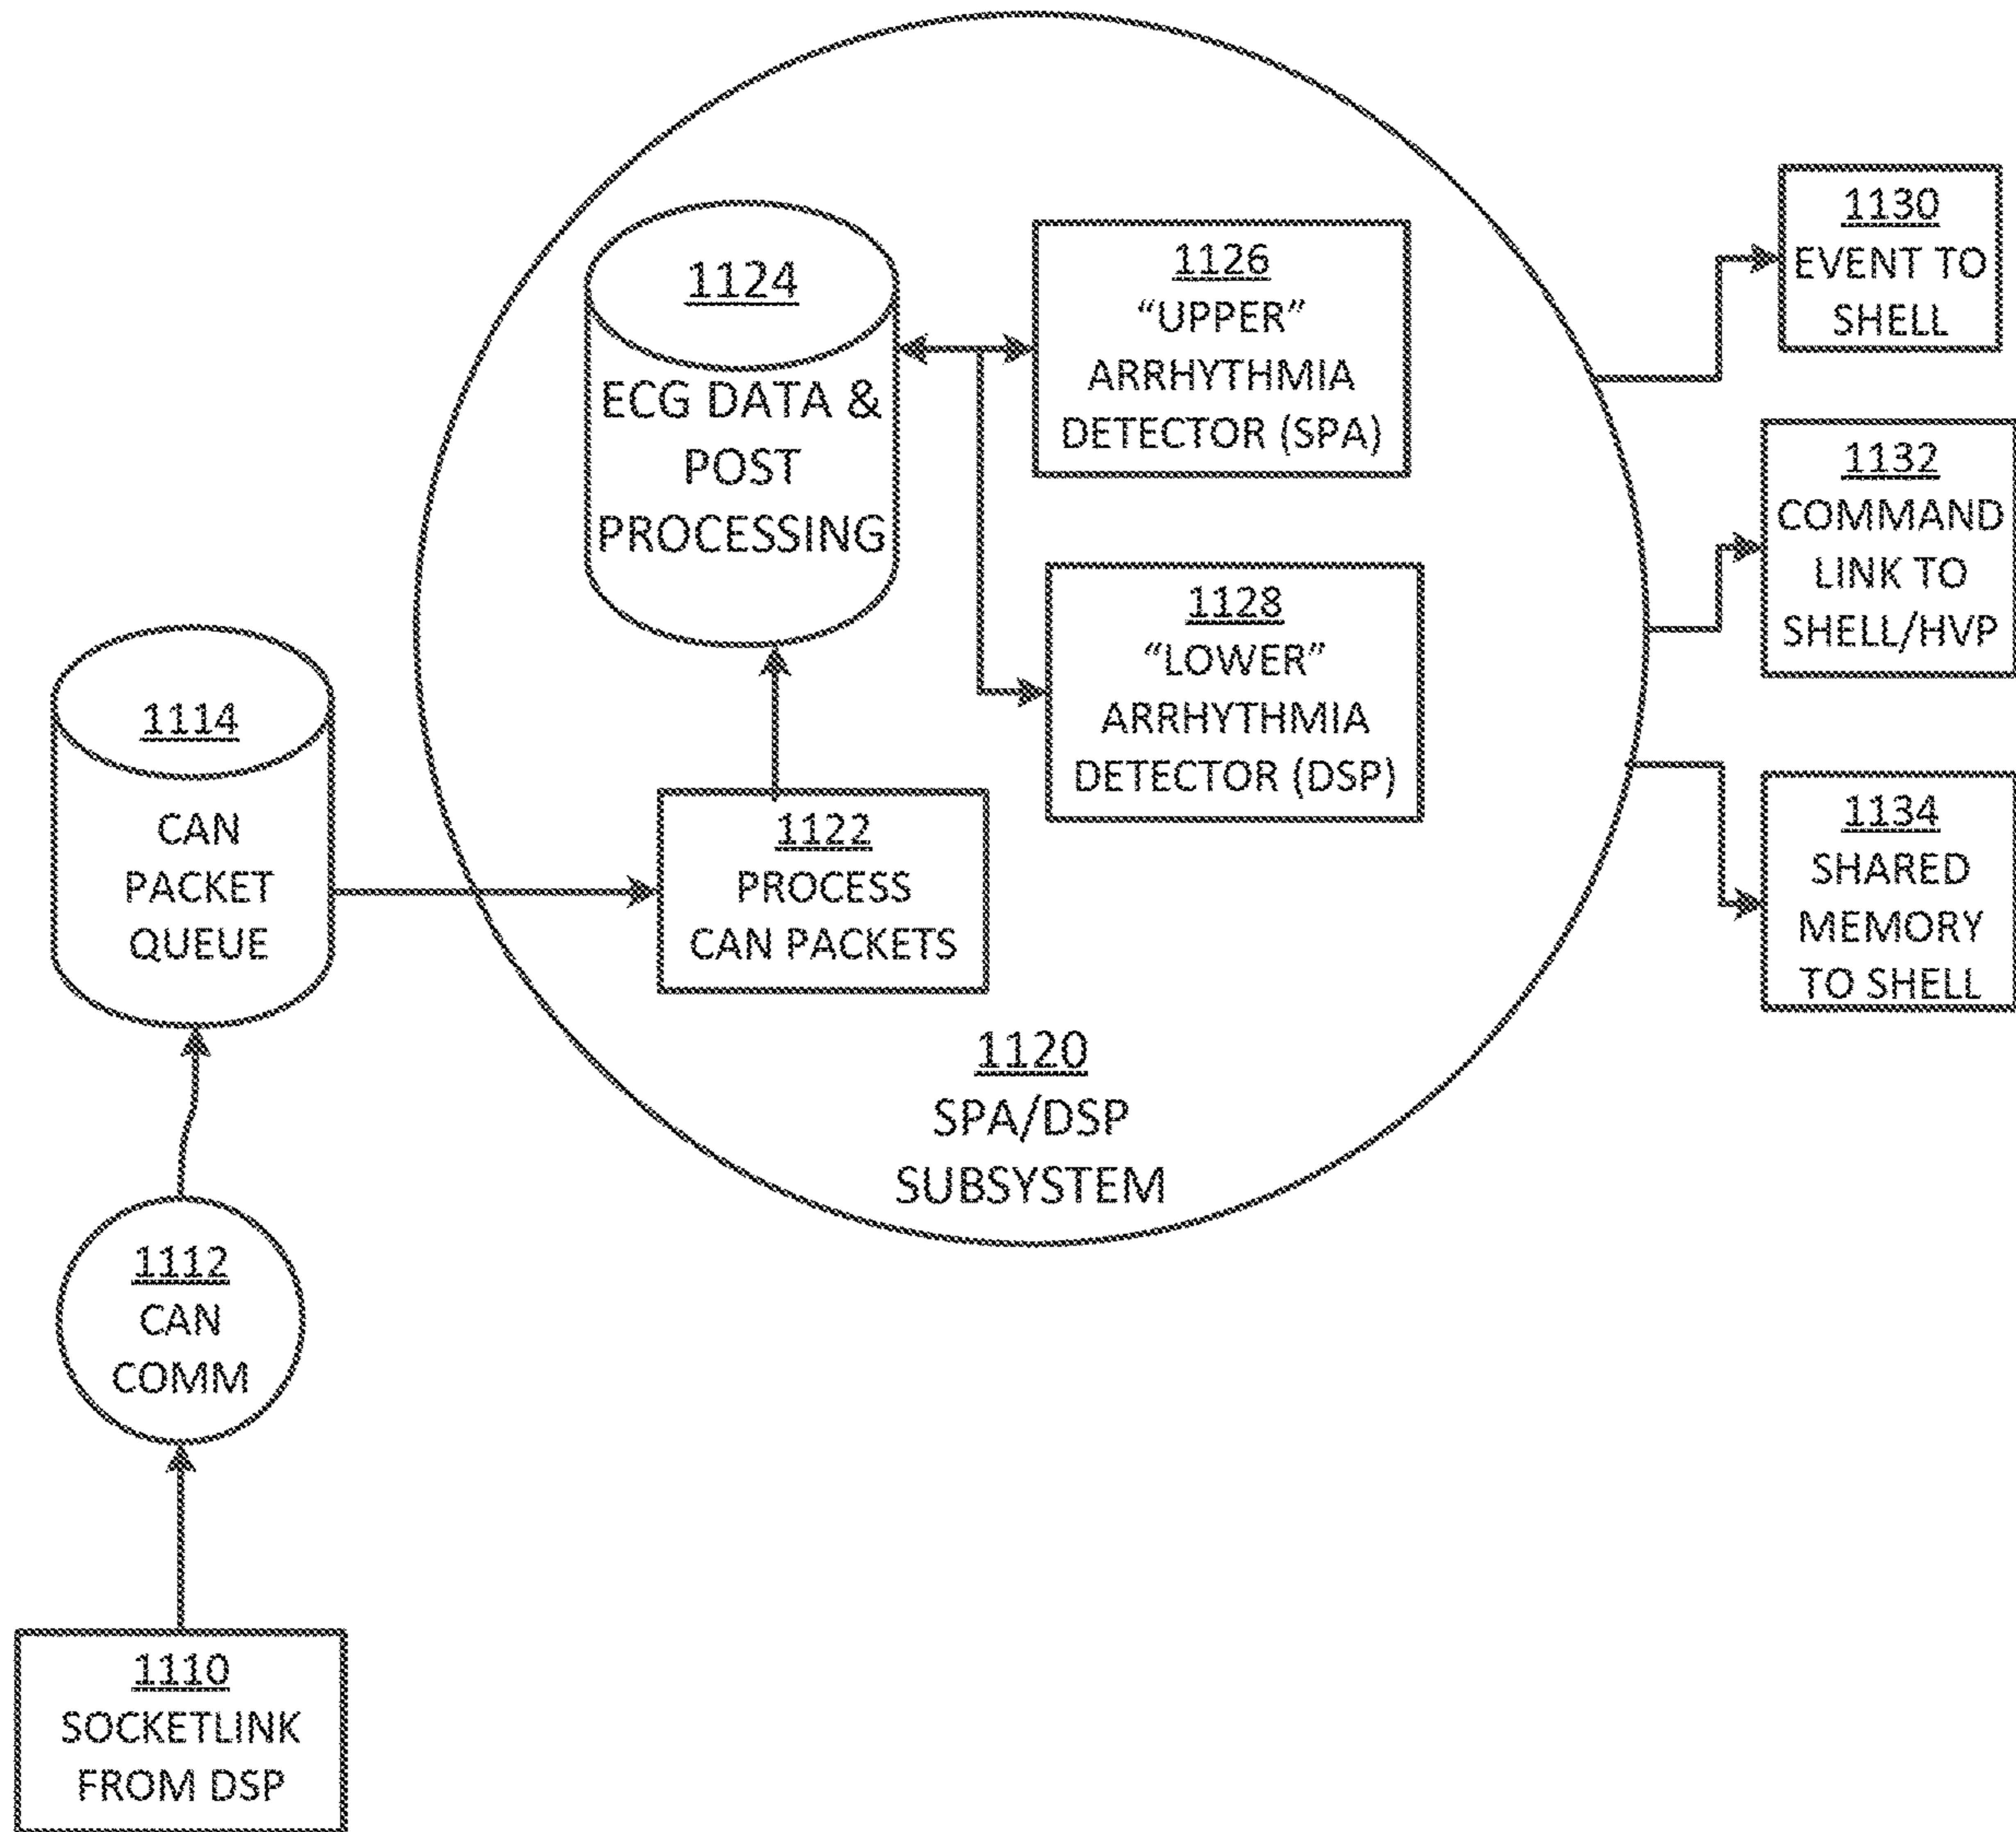 1130
EVENT TO
SHELL
1124
ECG DATA &
POST
PROCESSING
1126
“UPPER”
ARRHYTHMIA
DETECTOR (SPA)
1132
COMMAND
LINK TO
SHELL/HVP
1128
“LOWER”
ARRHYTHMIA
DETECTOR (DSP)
1114
CAN
PACKET
QUEUE
1122
PROCESS
CAN PACKETS
1134
SHARED
MEMORY
TO SHELL
1120
SPA/DSP
SUBSYSTEM
1112
CAN
COMM
1110
SOCKETLINK
FROM DSP